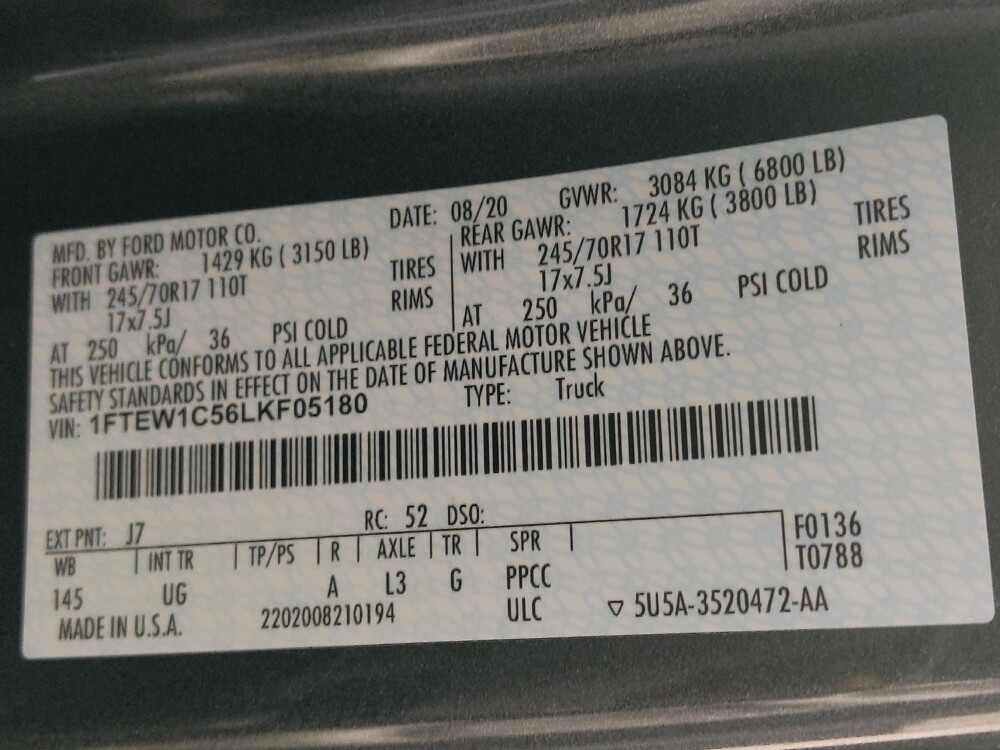 MFD. BY FORD MOTOR CO. DATE: 08/20 GVWR: 3084 KG ( 6800 LB)
FRONT GAWR: 1429 KG ( 3150 LB) REAR GAWR: 1724 KG ( 3800 LB)
WITH 245/70R17 110T TIRES WITH 245/70R17 110T TIRES
17x7.5J RIMS 17x7.5J RIMS
AT 250 kPa/ 36 PSI COLD AT 250 kPa/ 36 PSI COLD
THIS VEHICLE CONFORMS TO ALL APPLICABLE FEDERAL MOTOR VEHICLE
SAFETY STANDARDS IN EFFECT ON THE DATE OF MANUFACTURE SHOWN ABOVE.
VIN: 1FTEW1C56LKF05180 TYPE: Truck
EXT PNT: J7 RC: 52 DSO:
WB INT TR TP/PS R AXLE TR SPR F0136
T0788
145 UG A L3 G PPCC
MADE IN U.S.A. 2202008210194 ULC ▽ 5U5A-3520472-AA